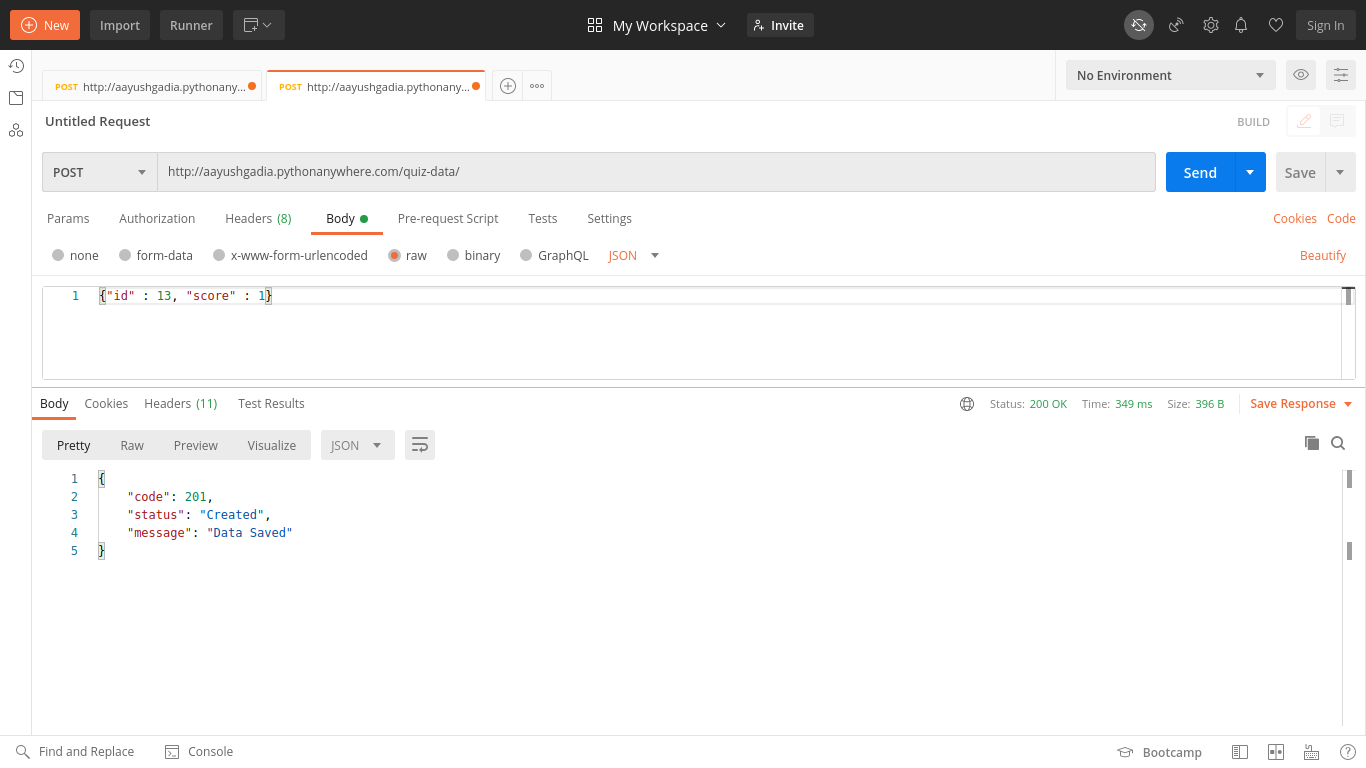 New Import Runner My Workspace Invite Sign In
POST http://aayushgadia.pythonany... POST http://aayushgadia.pythonany... No Environment
Untitled Request BUILD
POST http://aayushgadia.pythonanywhere.com/quiz-data/ Send Save
Params Authorization Headers (8) Body Pre-request Script Tests Settings Cookies Code
none form-data x-www-form-urlencoded raw binary GraphQL JSON Beautify
1 {"id" : 13, "score" : 1}
Body Cookies Headers (11) Test Results Status: 200 OK Time: 349 ms Size: 396 B Save Response
Pretty Raw Preview Visualize JSON
1 {
2 "code": 201,
3 "status": "Created",
4 "message": "Data Saved"
5 }
Find and Replace Console Bootcamp